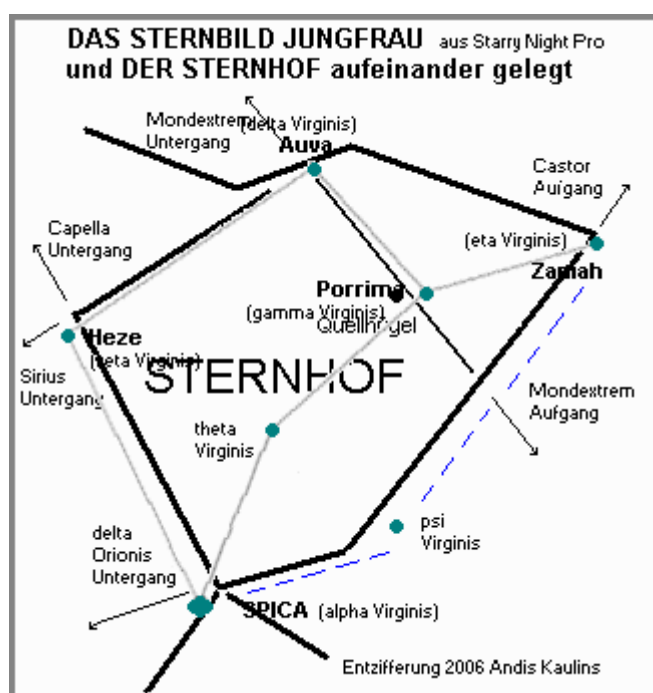 DAS STERNBILD JUNGFRAU aus Starry Night Pro
und DER STERNHOF aufeinander gelegt
Mondextrem
Untergang
(delta Virginis)
Auva
Castor
Aufgang
Capella
Untergang
(eta Virginis)
Zaniah
Porrima
(gamma Virginis)
Quellhügel
Heze
(zeta Virginis)
Sirius
Untergang
STERNHOF
Mondextrem
Aufgang
theta
Virginis
psi
Virginis
delta
Orionis
Untergang
SPICA (alpha Virginis)
Entzifferung 2006 Andis Kaulins